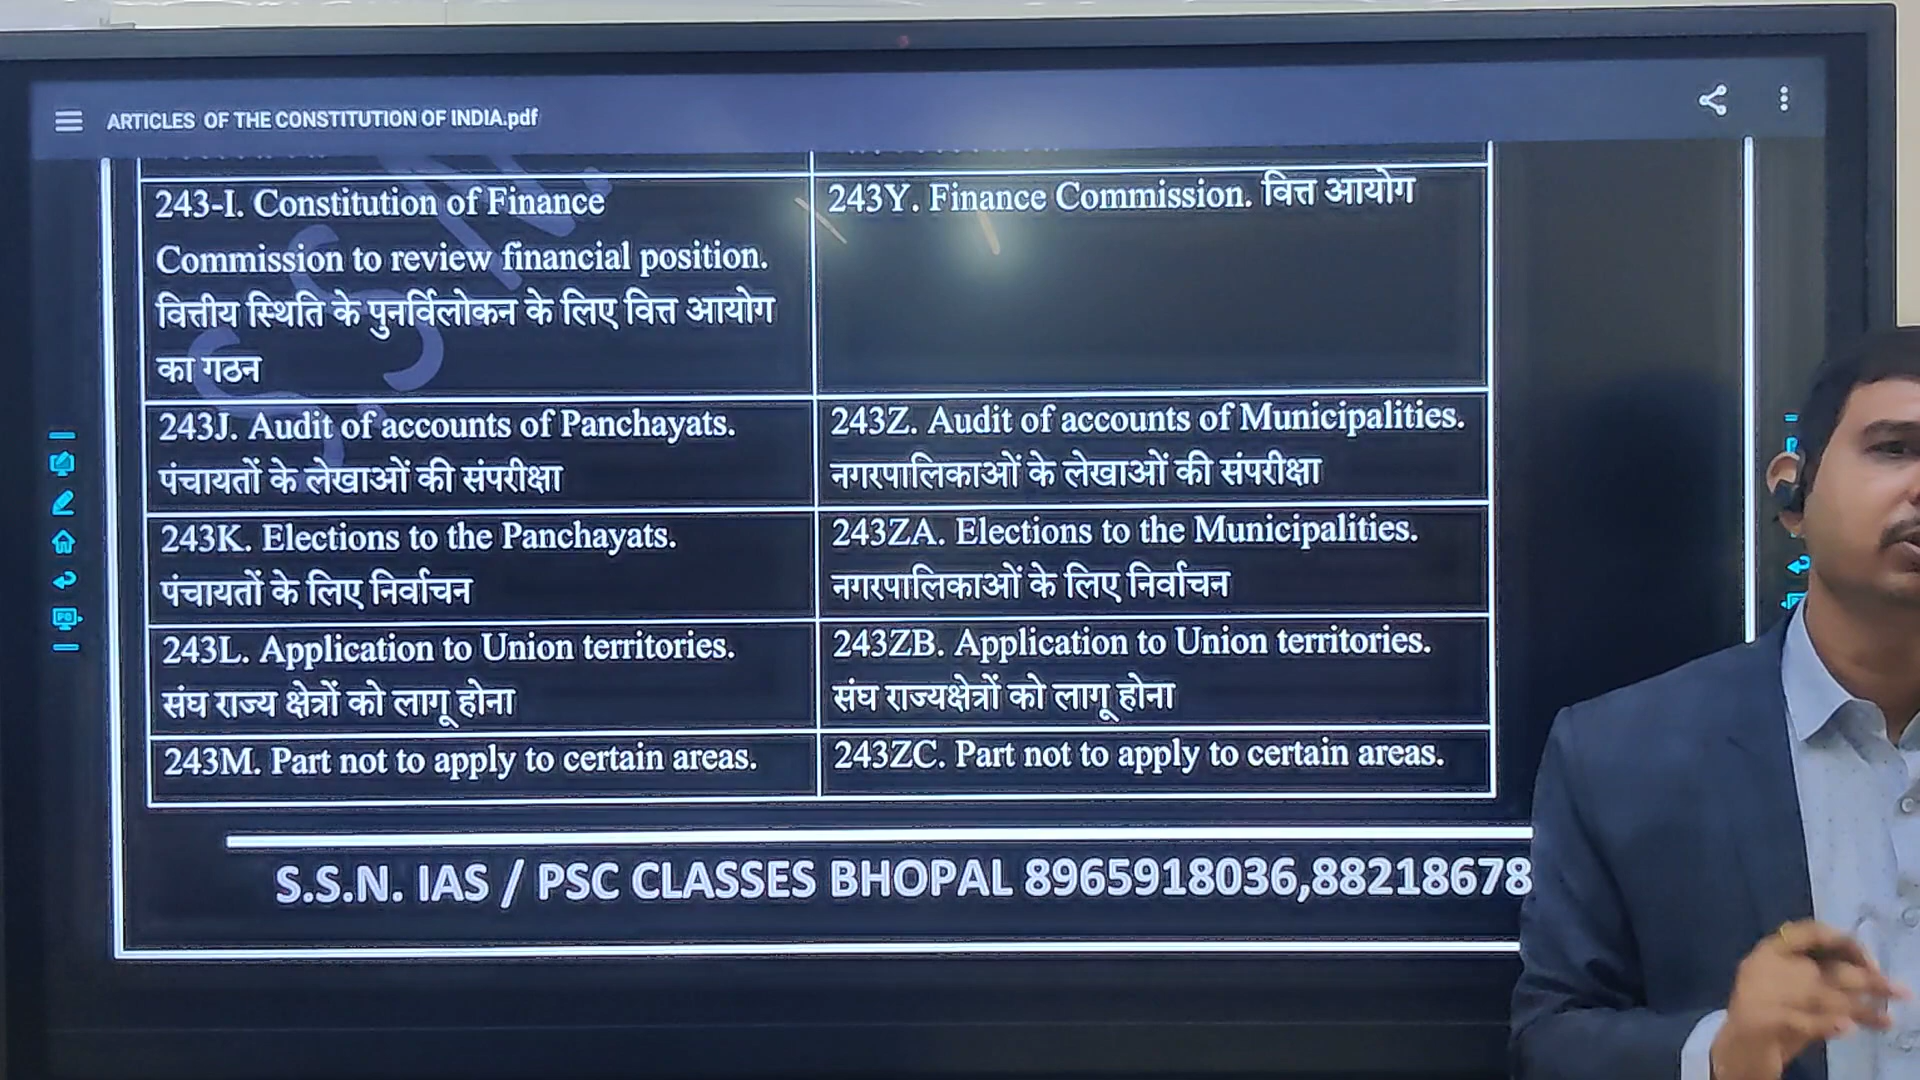 ARTICLES OF THE CONSTITUTION OF INDIA.pdf
243-I. Constitution of Finance
Commission to review financial position.
वित्तीय स्थिति के पुनर्विलोकन के लिए वित्त आयोग
का गठन
243Y. Finance Commission. वित्त आयोग
243J. Audit of accounts of Panchayats.
पंचायतों के लेखाओं की संपरीक्षा
243Z. Audit of accounts of Municipalities.
नगरपालिकाओं के लेखाओं की संपरीक्षा
243K. Elections to the Panchayats.
पंचायतों के लिए निर्वाचन
243ZA. Elections to the Municipalities.
नगरपालिकाओं के लिए निर्वाचन
243L. Application to Union territories.
संघ राज्य क्षेत्रों को लागू होना
243ZB. Application to Union territories.
संघ राज्यक्षेत्रों को लागू होना
243M. Part not to apply to certain areas.
243ZC. Part not to apply to certain areas.
S.S.N. IAS / PSC CLASSES BHOPAL 8965918036,88218678